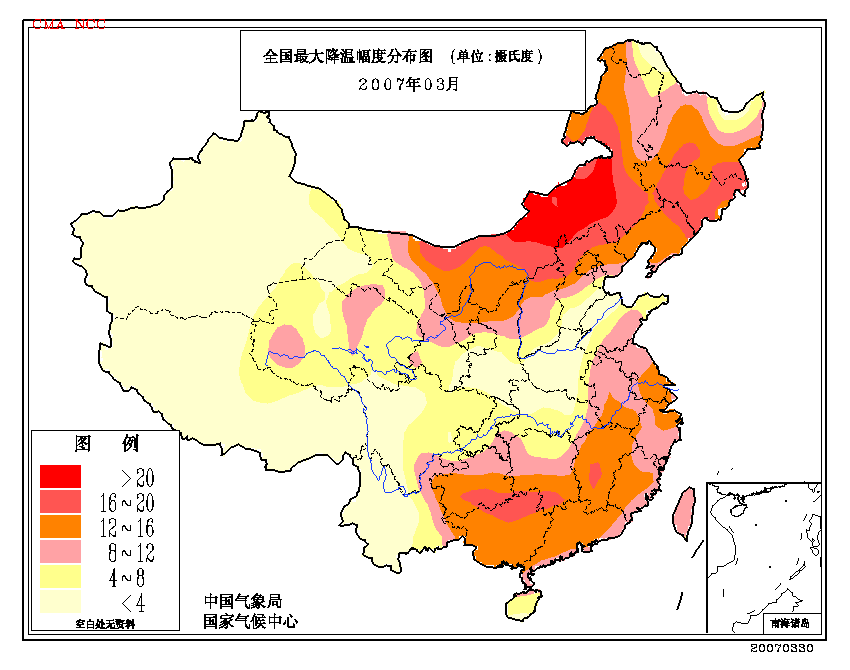 CMA NCC
全国最大降温幅度分布图 (单位:摄氏度)
2007年03月
图 例
>20
16~20
12~16
8~12
4~8
<4
空白处无资料
中国气象局
国家气候中心
南海诸岛
20070330